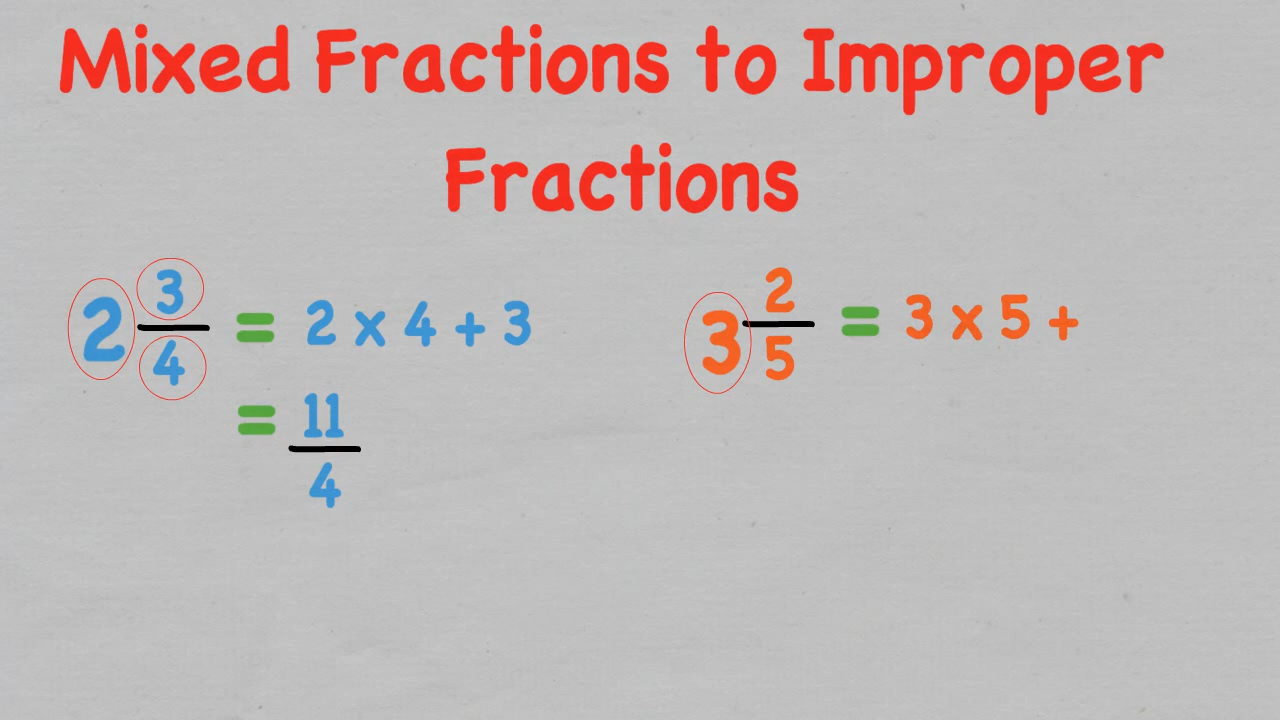 Mixed Fractions to Improper
Fractions
2 3/4 = 2 x 4 + 3
= 11/4
3 2/5 = 3 x 5 +